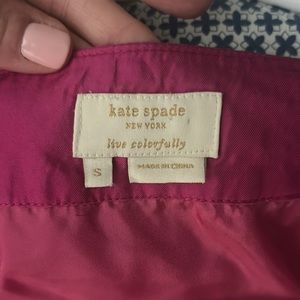 kate spade
NEW YORK
live colorfully
S
MADE IN CHINA